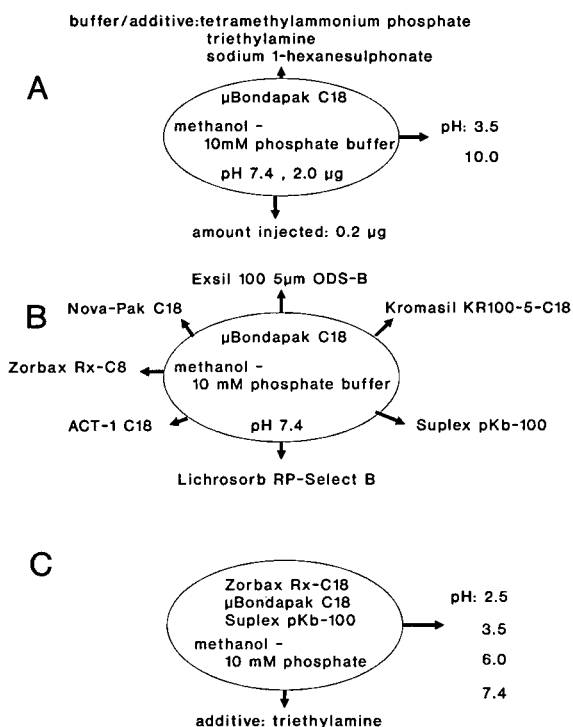 buffer/additive:tetramethylammonium phosphate
triethylamine
sodium 1-hexanesulphonate
A
µBondapak C18
methanol -
10mM phosphate buffer
pH 7.4 , 2.0 µg
pH: 3.5
10.0
amount injected: 0.2 µg
B
Exsil 100 5µm ODS-B
Nova-Pak C18
Kromasil KR100-5-C18
µBondapak C18
Zorbax Rx-C8
methanol -
10 mM phosphate buffer
ACT-1 C18
pH 7.4
Suplex pKb-100
Lichrosorb RP-Select B
C
Zorbax Rx-C18
µBondapak C18
Suplex pKb-100
methanol -
10 mM phosphate
pH: 2.5
3.5
6.0
7.4
additive: triethylamine